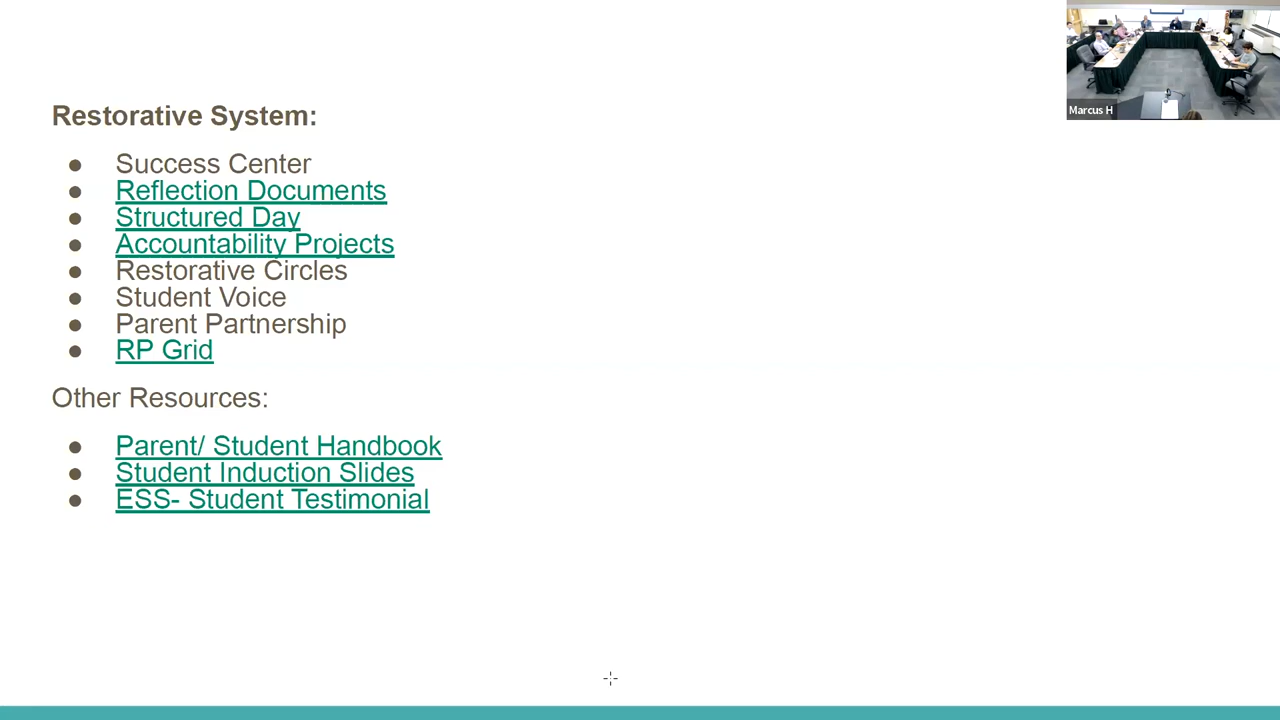 Restorative System:
● Success Center
● Reflection Documents
● Structured Day
● Accountability Projects
● Restorative Circles
● Student Voice
● Parent Partnership
● RP Grid
Other Resources:
● Parent/ Student Handbook
● Student Induction Slides
● ESS- Student Testimonial
Marcus H